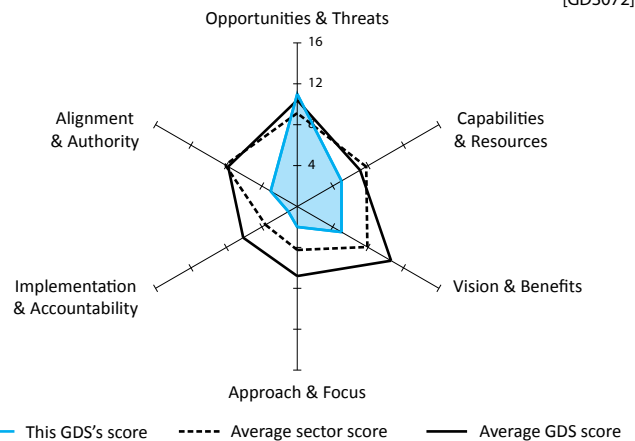 [GDS072]
Opportunities & Threats
16
12
8
4
Alignment
& Authority
Capabilities
& Resources
Implementation
& Accountability
Vision & Benefits
Approach & Focus
This GDS's score
Average sector score
Average GDS score